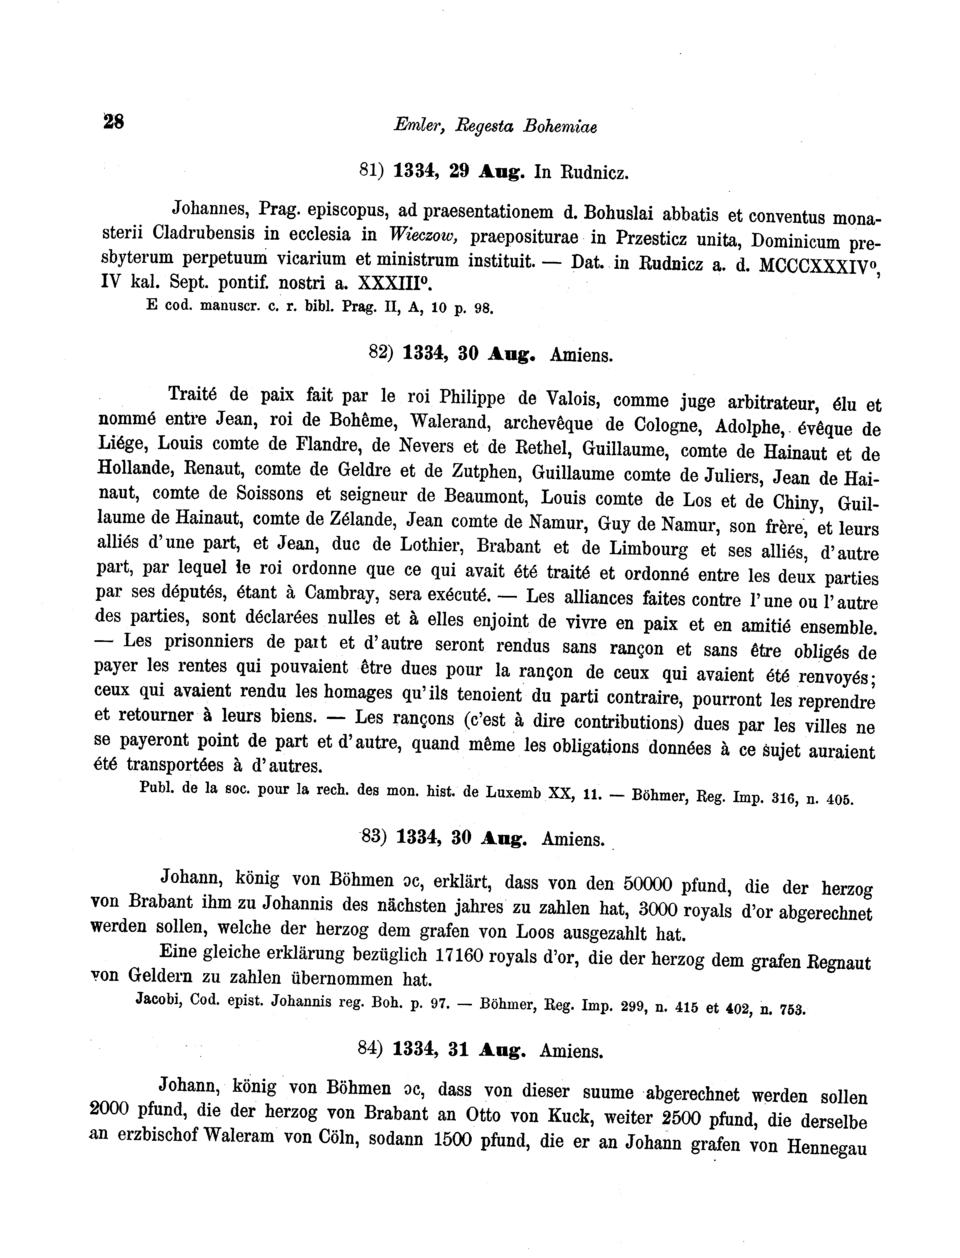 28
Emler, Regesta Bohemiae
81) 1334, 29 Aug. In Rudnicz.
Johannes, Prag. episcopus, ad praesentationem d. Bohuslai abbatis et conventus mona-
sterii Cladrubensis in ecclesia in Wieczow, praepositurae in Przesticz unita, Dominicum pre-
sbyterum perpetuum vicarium et ministrum instituit. — Dat. in Rudnicz a. d. MCCCXXXIVº,
IV kal. Sept. pontif. nostri a. XXXIIIº.
E cod. manuscr. c. r. bibl. Prag. II, A, 10 p. 98.
82) 1334, 30 Aug. Amiens.
Traité de paix fait par le roi Philippe de Valois, comme juge arbitrateur, élu et
nommé entre Jean, roi de Bohême, Walerand, archevêque de Cologne, Adolphe, évêque de
Liége, Louis comte de Flandre, de Nevers et de Rethel, Guillaume, comte de Hainaut et de
Hollande, Renaut, comte de Geldre et de Zutphen, Guillaume comte de Juliers, Jean de Hai-
naut, comte de Soissons et seigneur de Beaumont, Louis comte de Los et de Chiny, Guil-
laume de Hainaut, comte de Zélande, Jean comte de Namur, Guy de Namur, son frère, et leurs
alliés d'une part, et Jean, duc de Lothier, Brabant et de Limbourg et ses alliés, d'autre
part, par lequel le roi ordonne que ce qui avait été traité et ordonné entre les deux parties
par ses députés, étant à Cambray, sera exécuté. — Les alliances faites contre l'une ou l'autre
des parties, sont déclarées nulles et à elles enjoint de vivre en paix et en amitié ensemble.
— Les prisonniers de part et d'autre seront rendus sans rançon et sans être obligés de
payer les rentes qui pouvaient être dues pour la rançon de ceux qui avaient été renvoyés;
ceux qui avaient rendu les homages qu'ils tenoient du parti contraire, pourront les reprendre
et retourner à leurs biens. — Les rançons (c'est à dire contributions) dues par les villes ne
se payeront point de part et d'autre, quand même les obligations données à ce sujet auraient
été transportées à d'autres.
Publ. de la soc. pour la rech. des mon. hist. de Luxemb XX, 11. — Böhmer, Reg. Imp. 316, n. 405.
83) 1334, 30 Aug. Amiens.
Johann, könig von Böhmen ɔc, erklärt, dass von den 50000 pfund, die der herzog
von Brabant ihm zu Johannis des nächsten jahres zu zahlen hat, 3000 royals d'or abgerechnet
werden sollen, welche der herzog dem grafen von Loos ausgezahlt hat.
Eine gleiche erklärung bezüglich 17160 royals d'or, die der herzog dem grafen Regnaut
von Geldern zu zahlen übernommen hat.
Jacobi, Cod. epist. Johannis reg. Boh. p. 97. — Böhmer, Reg. Imp. 299, n. 415 et 402, n. 753.
84) 1334, 31 Aug. Amiens.
Johann, könig von Böhmen ɔc, dass von dieser suume abgerechnet werden sollen
2000 pfund, die der herzog von Brabant an Otto von Kuck, weiter 2500 pfund, die derselbe
an erzbischof Waleram von Cöln, sodann 1500 pfund, die er an Johann grafen von Hennegau